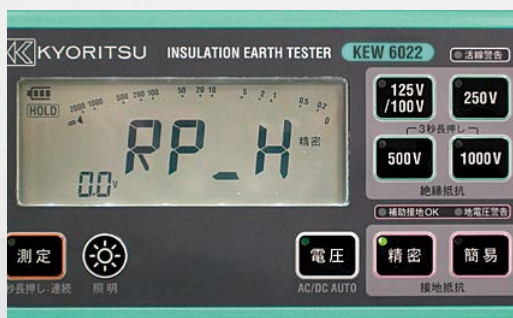 KYORITSU INSULATION EARTH TESTER KEW 6022
活線警告
HOLD
2000 1000 500 200 100 50 20 10 5 2 1 0.5 0.2 0
∞
RP_H
精密
0.0 V
125V/100V
250V
3秒長押し
500V
1000V
絶縁抵抗
補助接地OK 地電圧警告
測定
秒長押し:連続
照明
電圧
AC/DC AUTO
精密
簡易
接地抵抗